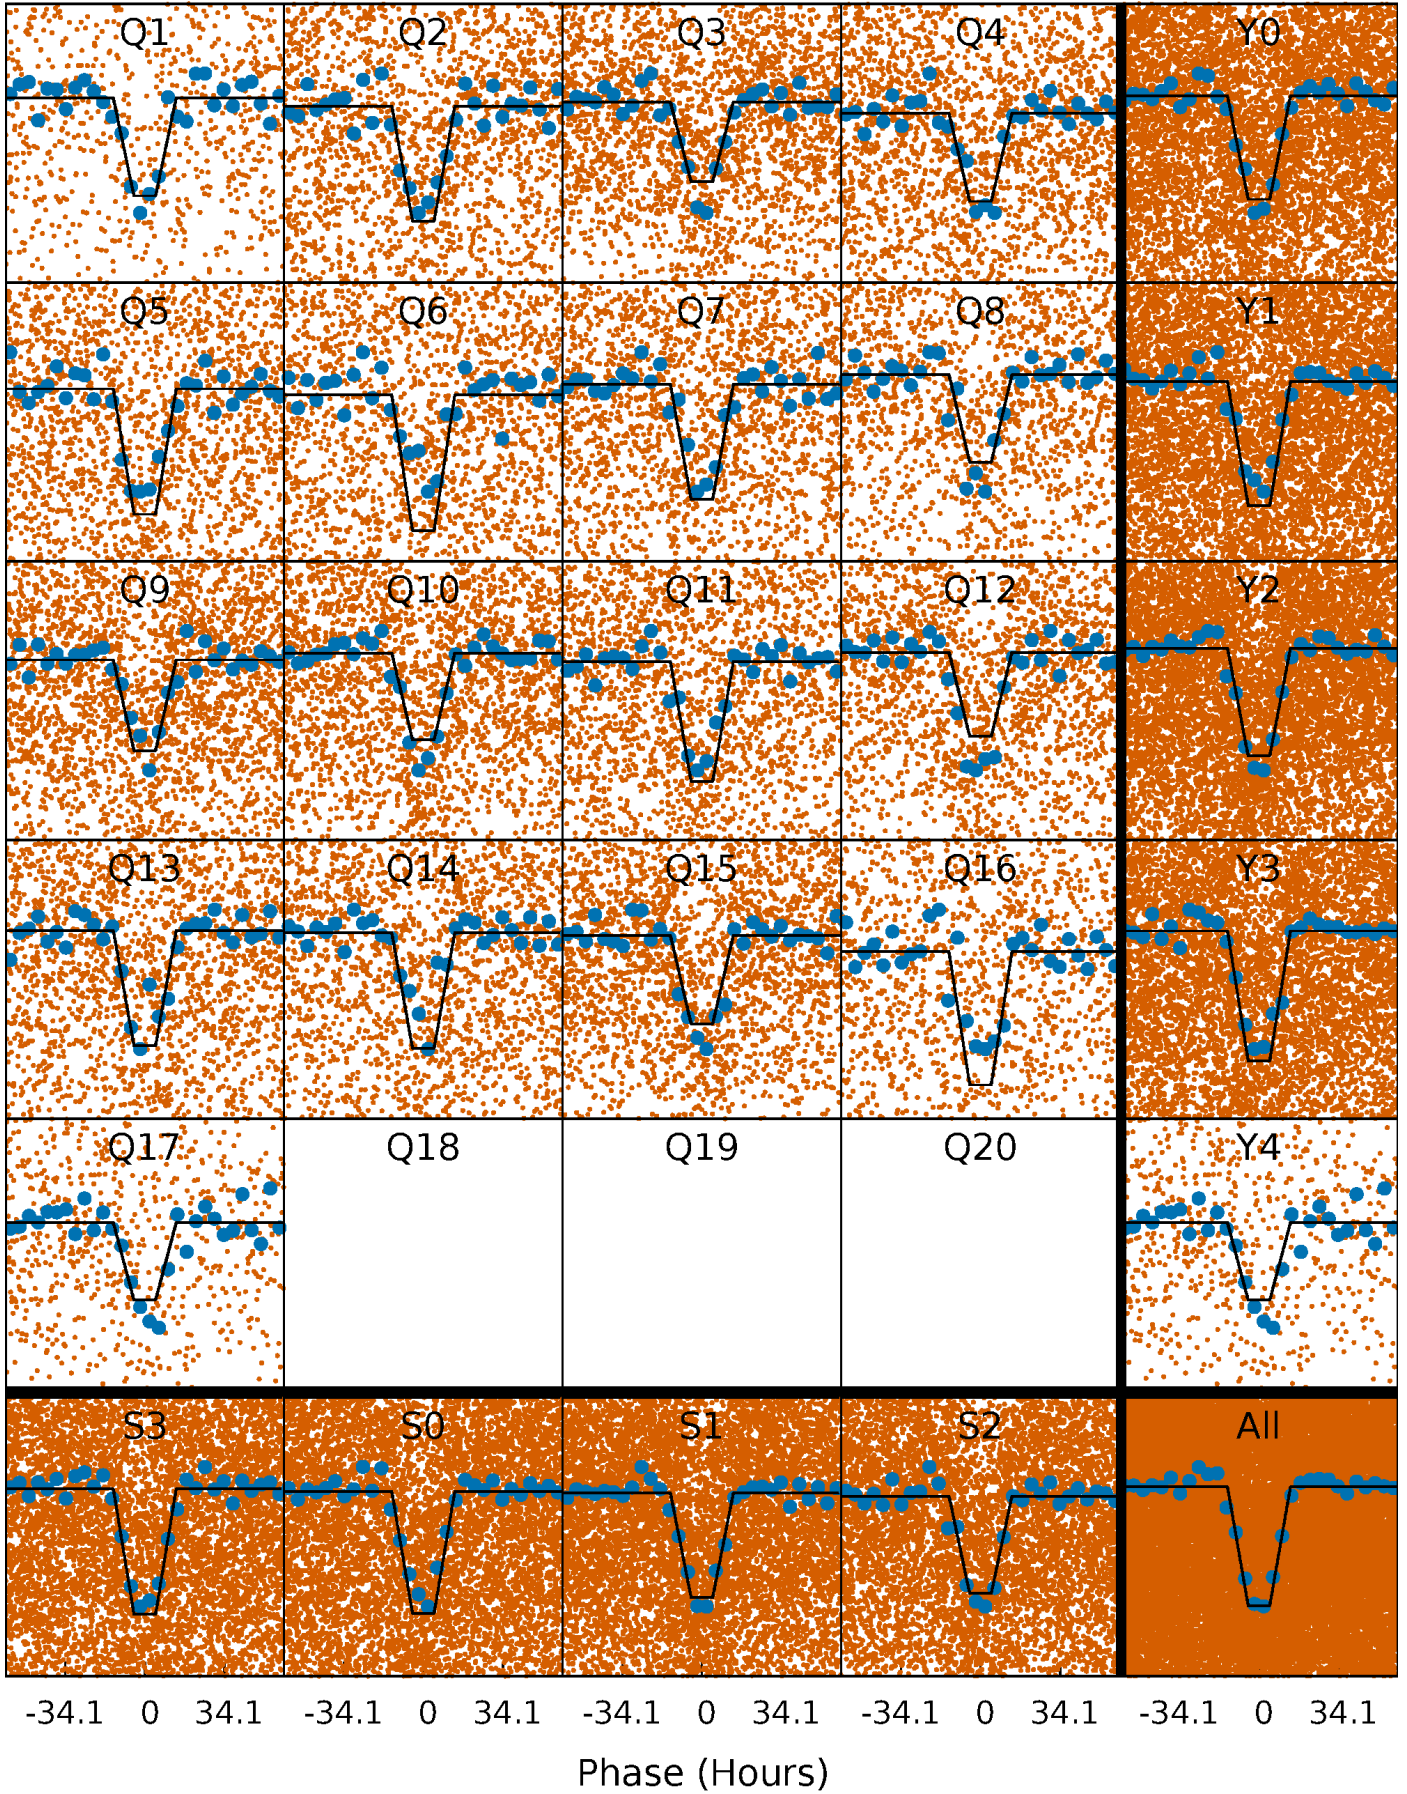 Q1 Q2 Q3 Q4 Y0
Q5 Q6 Q7 Q8 Y1
Q9 Q10 Q11 Q12 Y2
Q13 Q14 Q15 Q16 Y3
Q17 Q18 Q19 Q20 Y4
S3 S0 S1 S2 All
-34.1 0 34.1 -34.1 0 34.1 -34.1 0 34.1 -34.1 0 34.1 -34.1 0 34.1
Phase (Hours)